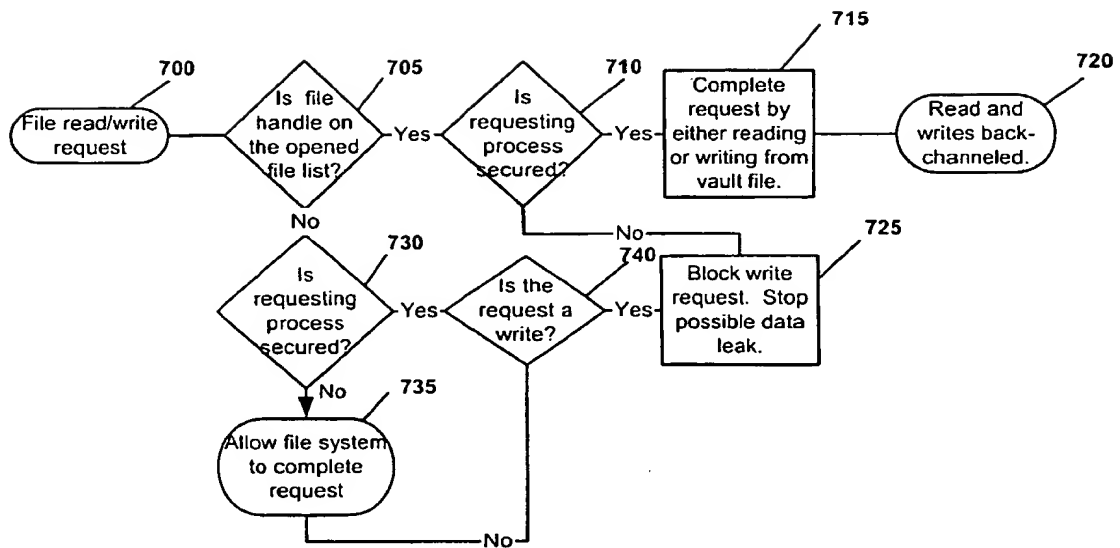 700
File read/write
request
705
Is file
handle on
the opened
file list?
Yes
710
Is
requesting
process
secured?
Yes
715
Complete
request by
either reading
or writing from
vault file.
720
Read and
writes back-
channeled.
No
No
730
Is
requesting
process
secured?
Yes
740
Is the
request a
write?
Yes
725
Block write
request. Stop
possible data
leak.
No
735
Allow file system
to complete
request
No